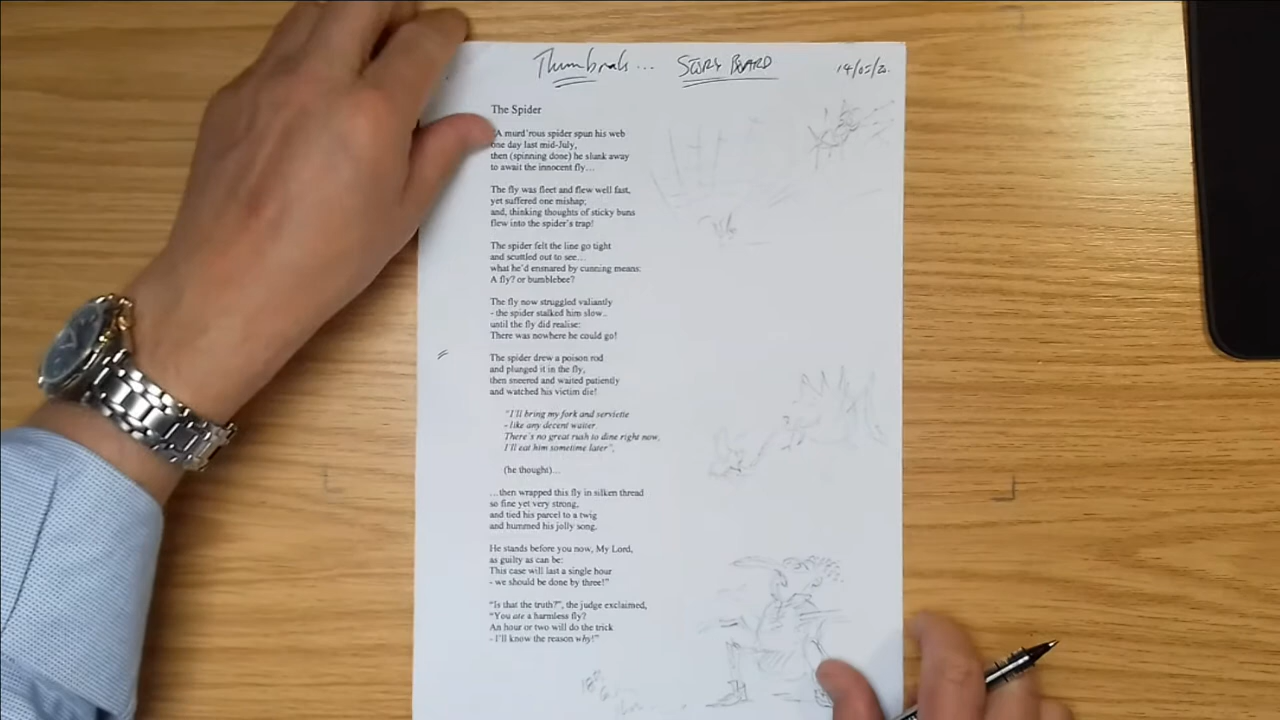 Thumbnails... STORY BOARD
The Spider
"A murd'rous spider spun his web
one day last mid-July,
then (spinning done) he slunk away
to await the innocent fly…
The fly was fleet and flew well fast,
yet suffered one mishap;
and, thinking thoughts of sticky buns
flew into the spider's trap!
The spider felt the line go tight
and scuttled out to see…
what he'd ensnared by cunning means:
A fly? or bumblebee?
The fly now struggled valiantly
- the spider stalked him slow..
until the fly did realise:
There was nowhere he could go!
The spider drew a poison rod
and plunged it in the fly,
then sneered and waited patiently
and watched his victim die!
"I'll bring my fork and serviette
- like any decent waiter.
There's no great rush to dine right now,
I'll eat him sometime later",
(he thought)…
…then wrapped this fly in silken thread
so fine yet very strong,
and tied his parcel to a twig
and hummed his jolly song.
He stands before you now, My Lord,
as guilty as can be:
This case will last a single hour
- we should be done by three!"
"Is that the truth?", the judge exclaimed,
"You ate a harmless fly?
An hour or two will do the trick
- I'll know the reason why!"